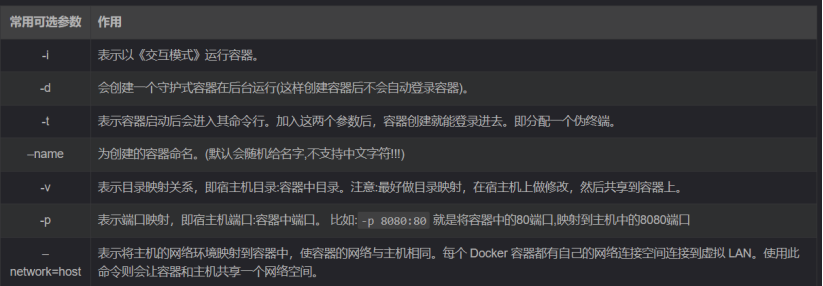 常用可选参数 作用
-i 表示以《交互模式》运行容器。
-d 会创建一个守护式容器在后台运行(这样创建容器后不会自动登录容器)。
-t 表示容器启动后会进入其命令行。加入这两个参数后，容器创建就能登录进去。即分配一个伪终端。
–name 为创建的容器命名。(默认会随机给名字,不支持中文字符!!!)
-v 表示目录映射关系，即宿主机目录:容器中目录。注意:最好做目录映射，在宿主机上做修改，然后共享到容器上。
-p 表示端口映射，即宿主机端口:容器中端口。 比如:-p 8080:80 就是将容器中的80端口,映射到主机中的8080端口
–
network=host
表示将主机的网络环境映射到容器中，使容器的网络与主机相同。每个 Docker 容器都有自己的网络连接空间连接到虚拟 LAN。使用此
命令则会让容器和主机共享一个网络空间。